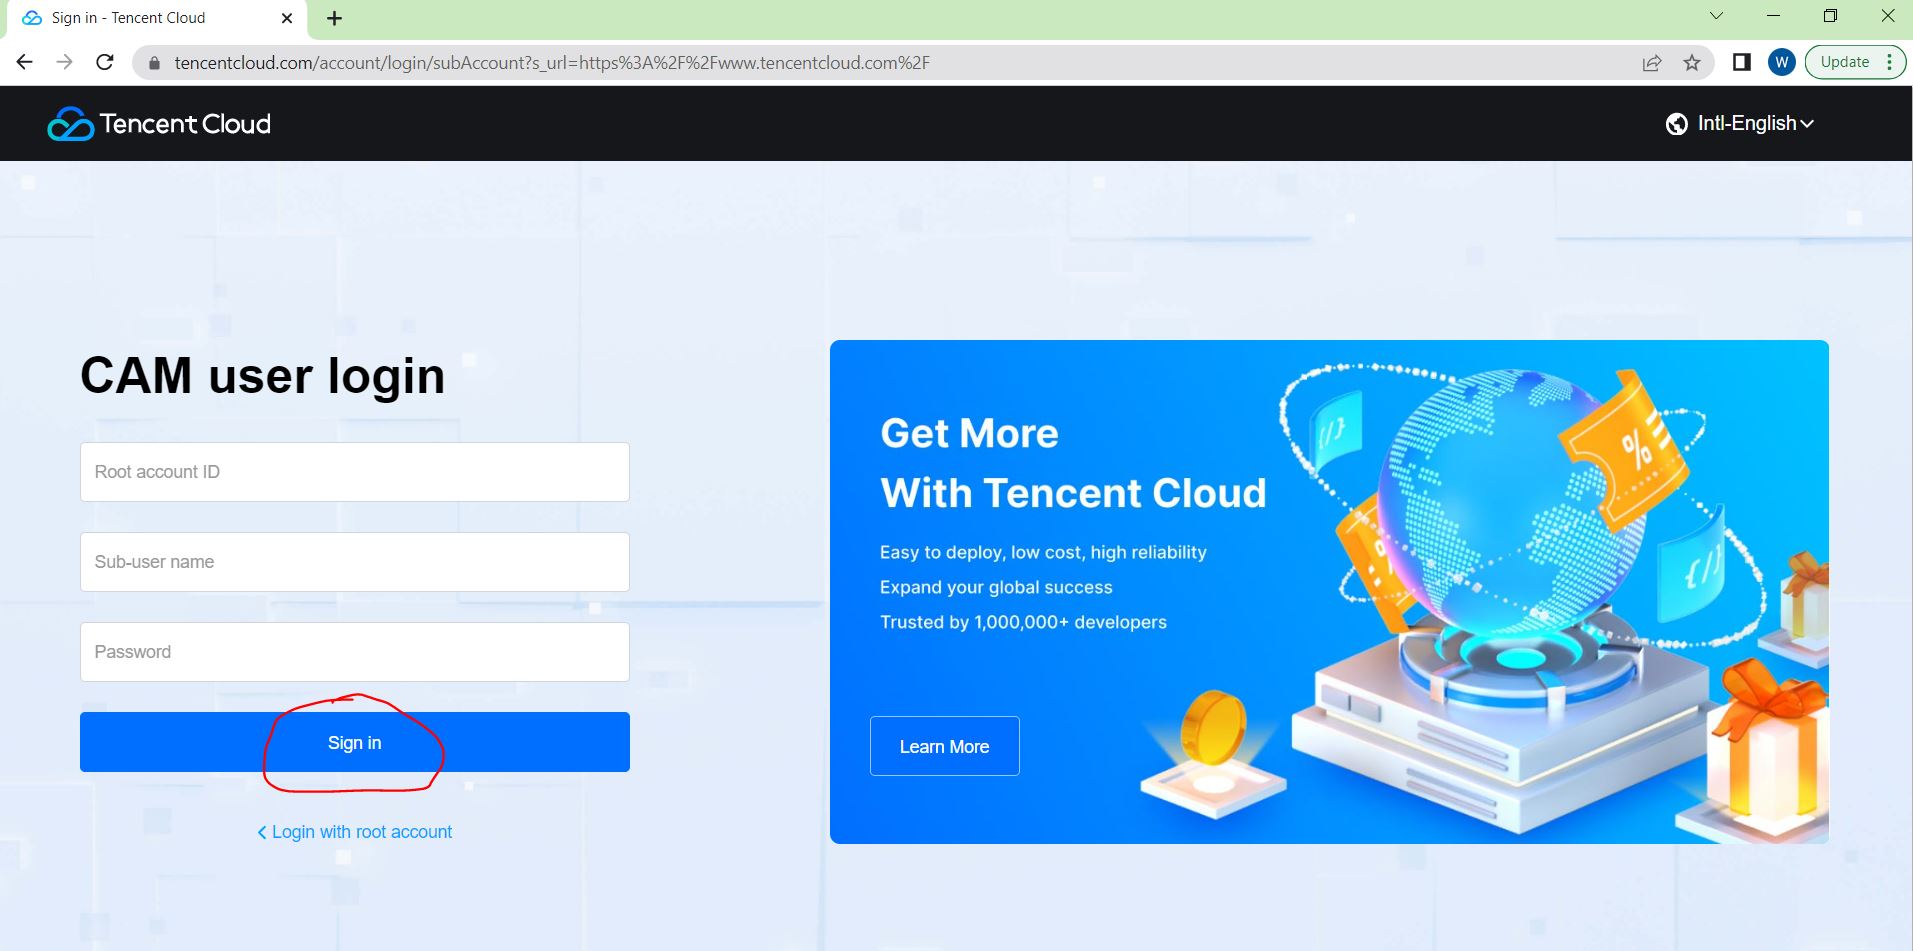 Sign in - Tencent Cloud
tencentcloud.com/account/login/subAccount?s_url=https%3A%2F%2Fwww.tencentcloud.com%2F
W
Update
Tencent Cloud
Intl-English
CAM user login
Root account ID
Sub-user name
Password
Sign in
Login with root account
Get More
With Tencent Cloud
Easy to deploy, low cost, high reliability
Expand your global success
Trusted by 1,000,000+ developers
Learn More
{/}
%
%
{/}